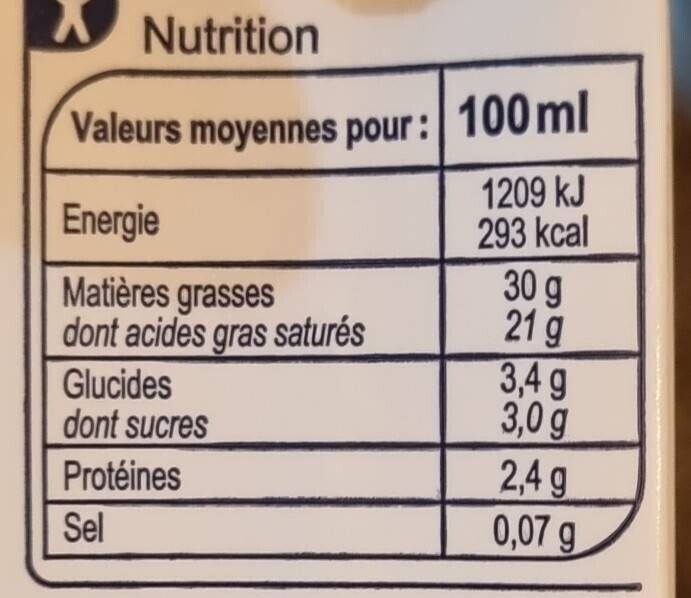 Nutrition
Valeurs moyennes pour : 100 ml
Energie 1209 kJ
293 kcal
Matières grasses 30 g
dont acides gras saturés 21 g
Glucides 3,4 g
dont sucres 3,0 g
Protéines 2,4 g
Sel 0,07 g